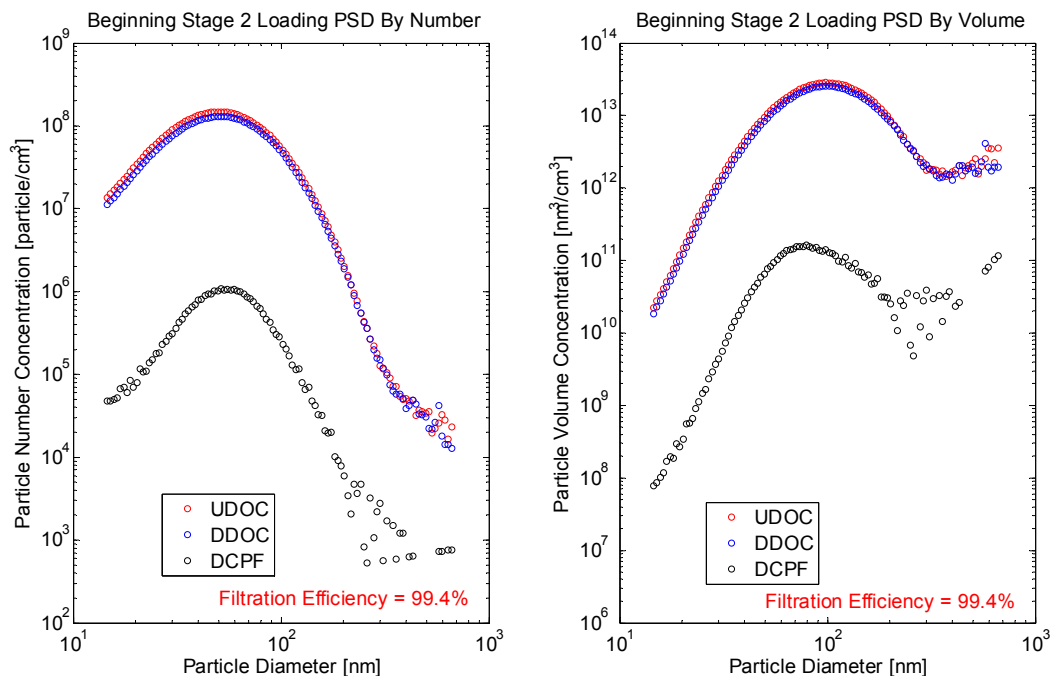 Beginning Stage 2 Loading PSD By Number
10^9
10^8
10^7
10^6
10^5
10^4
10^3
10^2
Particle Number Concentration [particle/cm^3]
UDOC
DDOC
DCPF
Filtration Efficiency = 99.4%
10^1
10^2
10^3
Particle Diameter [nm]
Beginning Stage 2 Loading PSD By Volume
10^14
10^13
10^12
10^11
10^10
10^9
10^8
10^7
10^6
Particle Volume Concentration [nm^3/cm^3]
UDOC
DDOC
DCPF
Filtration Efficiency = 99.4%
10^1
10^2
10^3
Particle Diameter [nm]